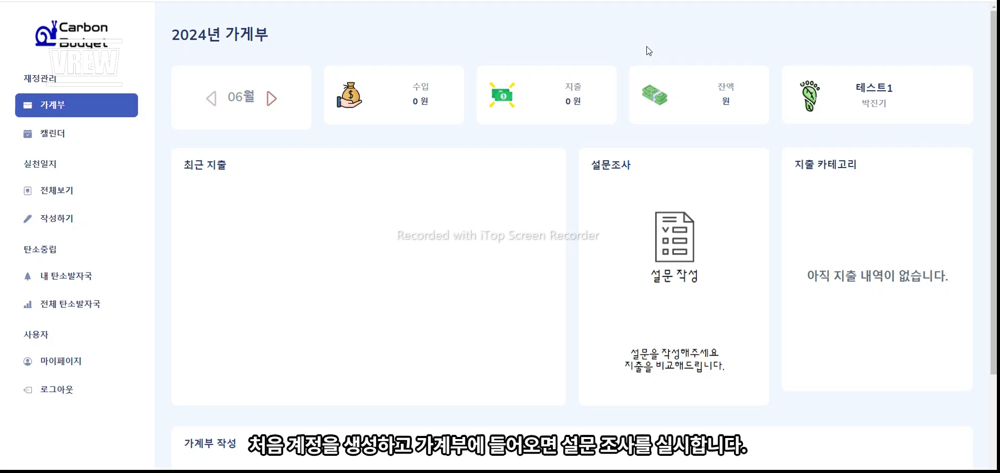 Carbon
Budget
VREW
재정관리
가계부
캘린더
실천일지
전체보기
작성하기
탄소중립
내 탄소발자국
전체 탄소발자국
사용자
마이페이지
로그아웃
2024년 가계부
06월
수입
0 원
지출
0 원
잔액
원
테스트1
박진기
최근 지출
설문조사
설문 작성
설문을 작성해주세요
지출을 비교해드립니다.
지출 카테고리
아직 지출 내역이 없습니다.
Recorded with iTop Screen Recorder
가계부 작성
처음 계정을 생성하고 가계부에 들어오면 설문 조사를 실시합니다.